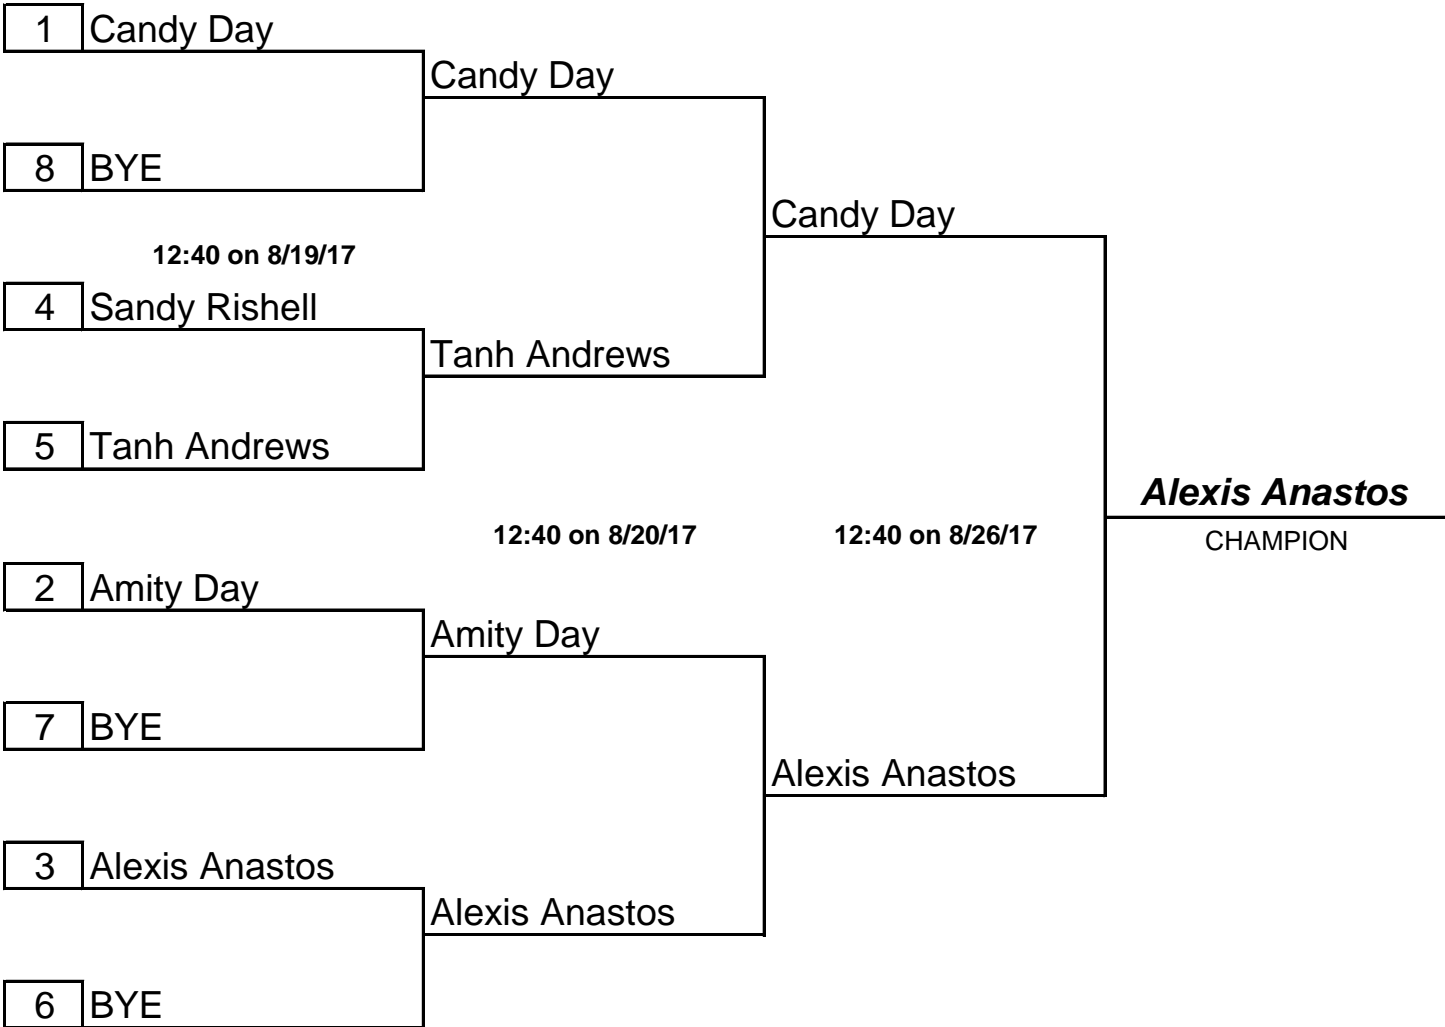 1 Candy Day
Candy Day
8 BYE
Candy Day
12:40 on 8/19/17
4 Sandy Rishell
Tanh Andrews
5 Tanh Andrews
Alexis Anastos
12:40 on 8/20/17 12:40 on 8/26/17
CHAMPION
2 Amity Day
Amity Day
7 BYE
Alexis Anastos
3 Alexis Anastos
Alexis Anastos
6 BYE